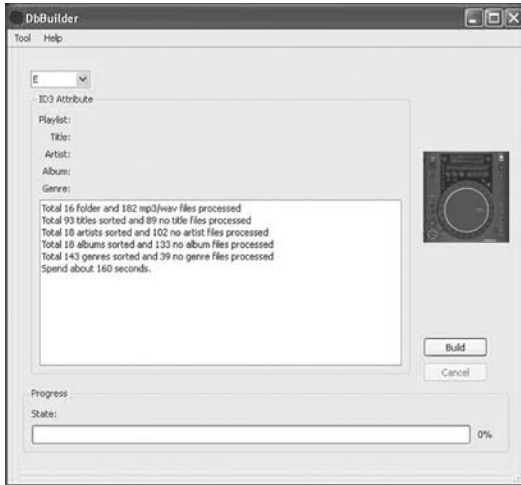 DbBuilder
Tool Help
E
ID3 Attribute
Playlist:
Title:
Artist:
Album:
Genre:
Total 16 folder and 182 mp3/wav files processed
Total 93 titles sorted and 89 no title files processed
Total 18 artists sorted and 102 no artist files processed
Total 18 albums sorted and 133 no album files processed
Total 143 genres sorted and 39 no genre files processed
Spend about 160 seconds.
Build
Cancel
Progress
State:
0%